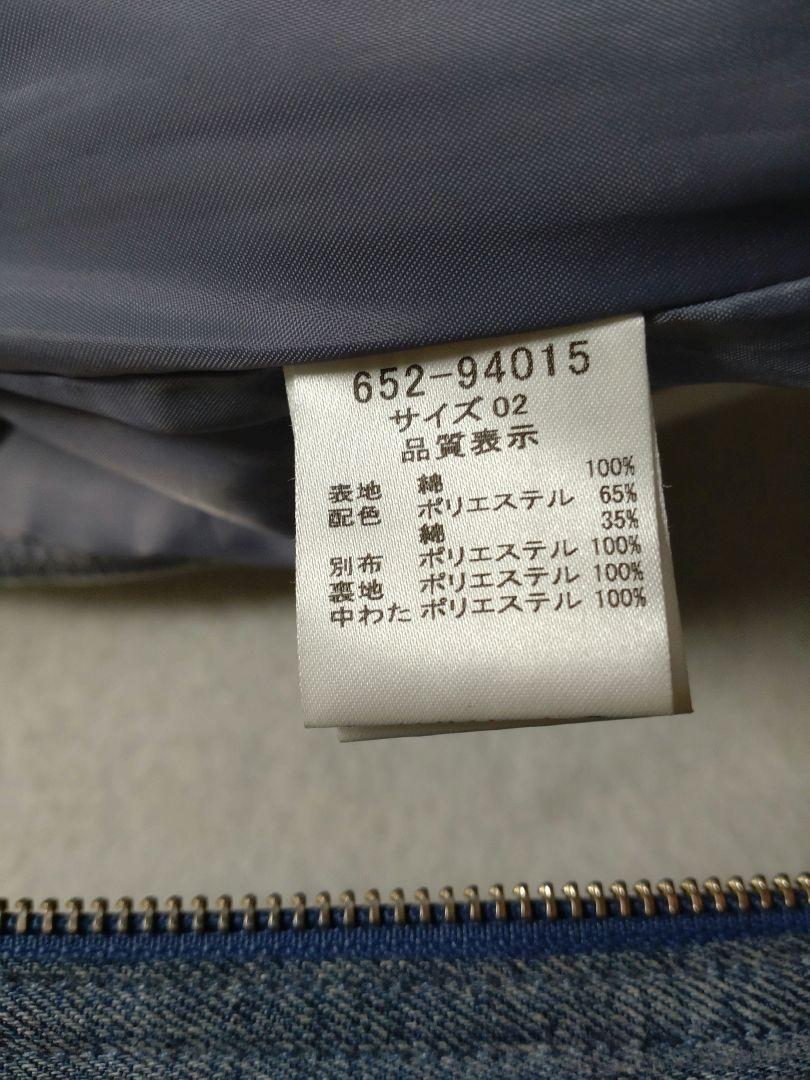 652-94015
サイズ 02
品質表示
表地 綿 100%
配色 ポリエステル 65%
綿 35%
別布 ポリエステル 100%
裏地 ポリエステル 100%
中わた ポリエステル 100%